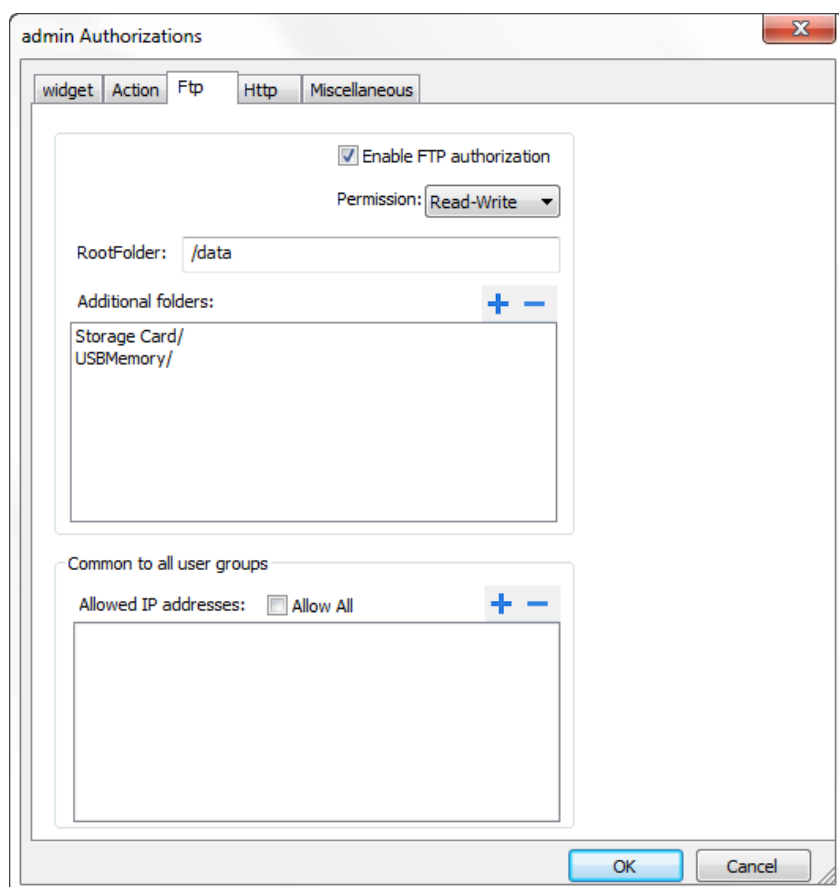 admin Authorizations
widget Action Ftp Http Miscellaneous
Enable FTP authorization
Permission: Read-Write
RootFolder: /data
Additional folders:
Storage Card/
USBMemory/
Common to all user groups
Allowed IP addresses: Allow All
OK Cancel